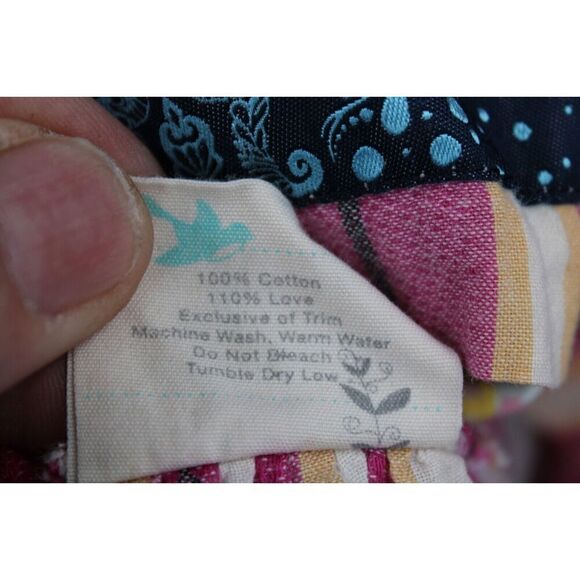 100% Cotton
110% Love
Exclusive of Trim
Machine Wash, Warm Water
Do Not Bleach
Tumble Dry Low